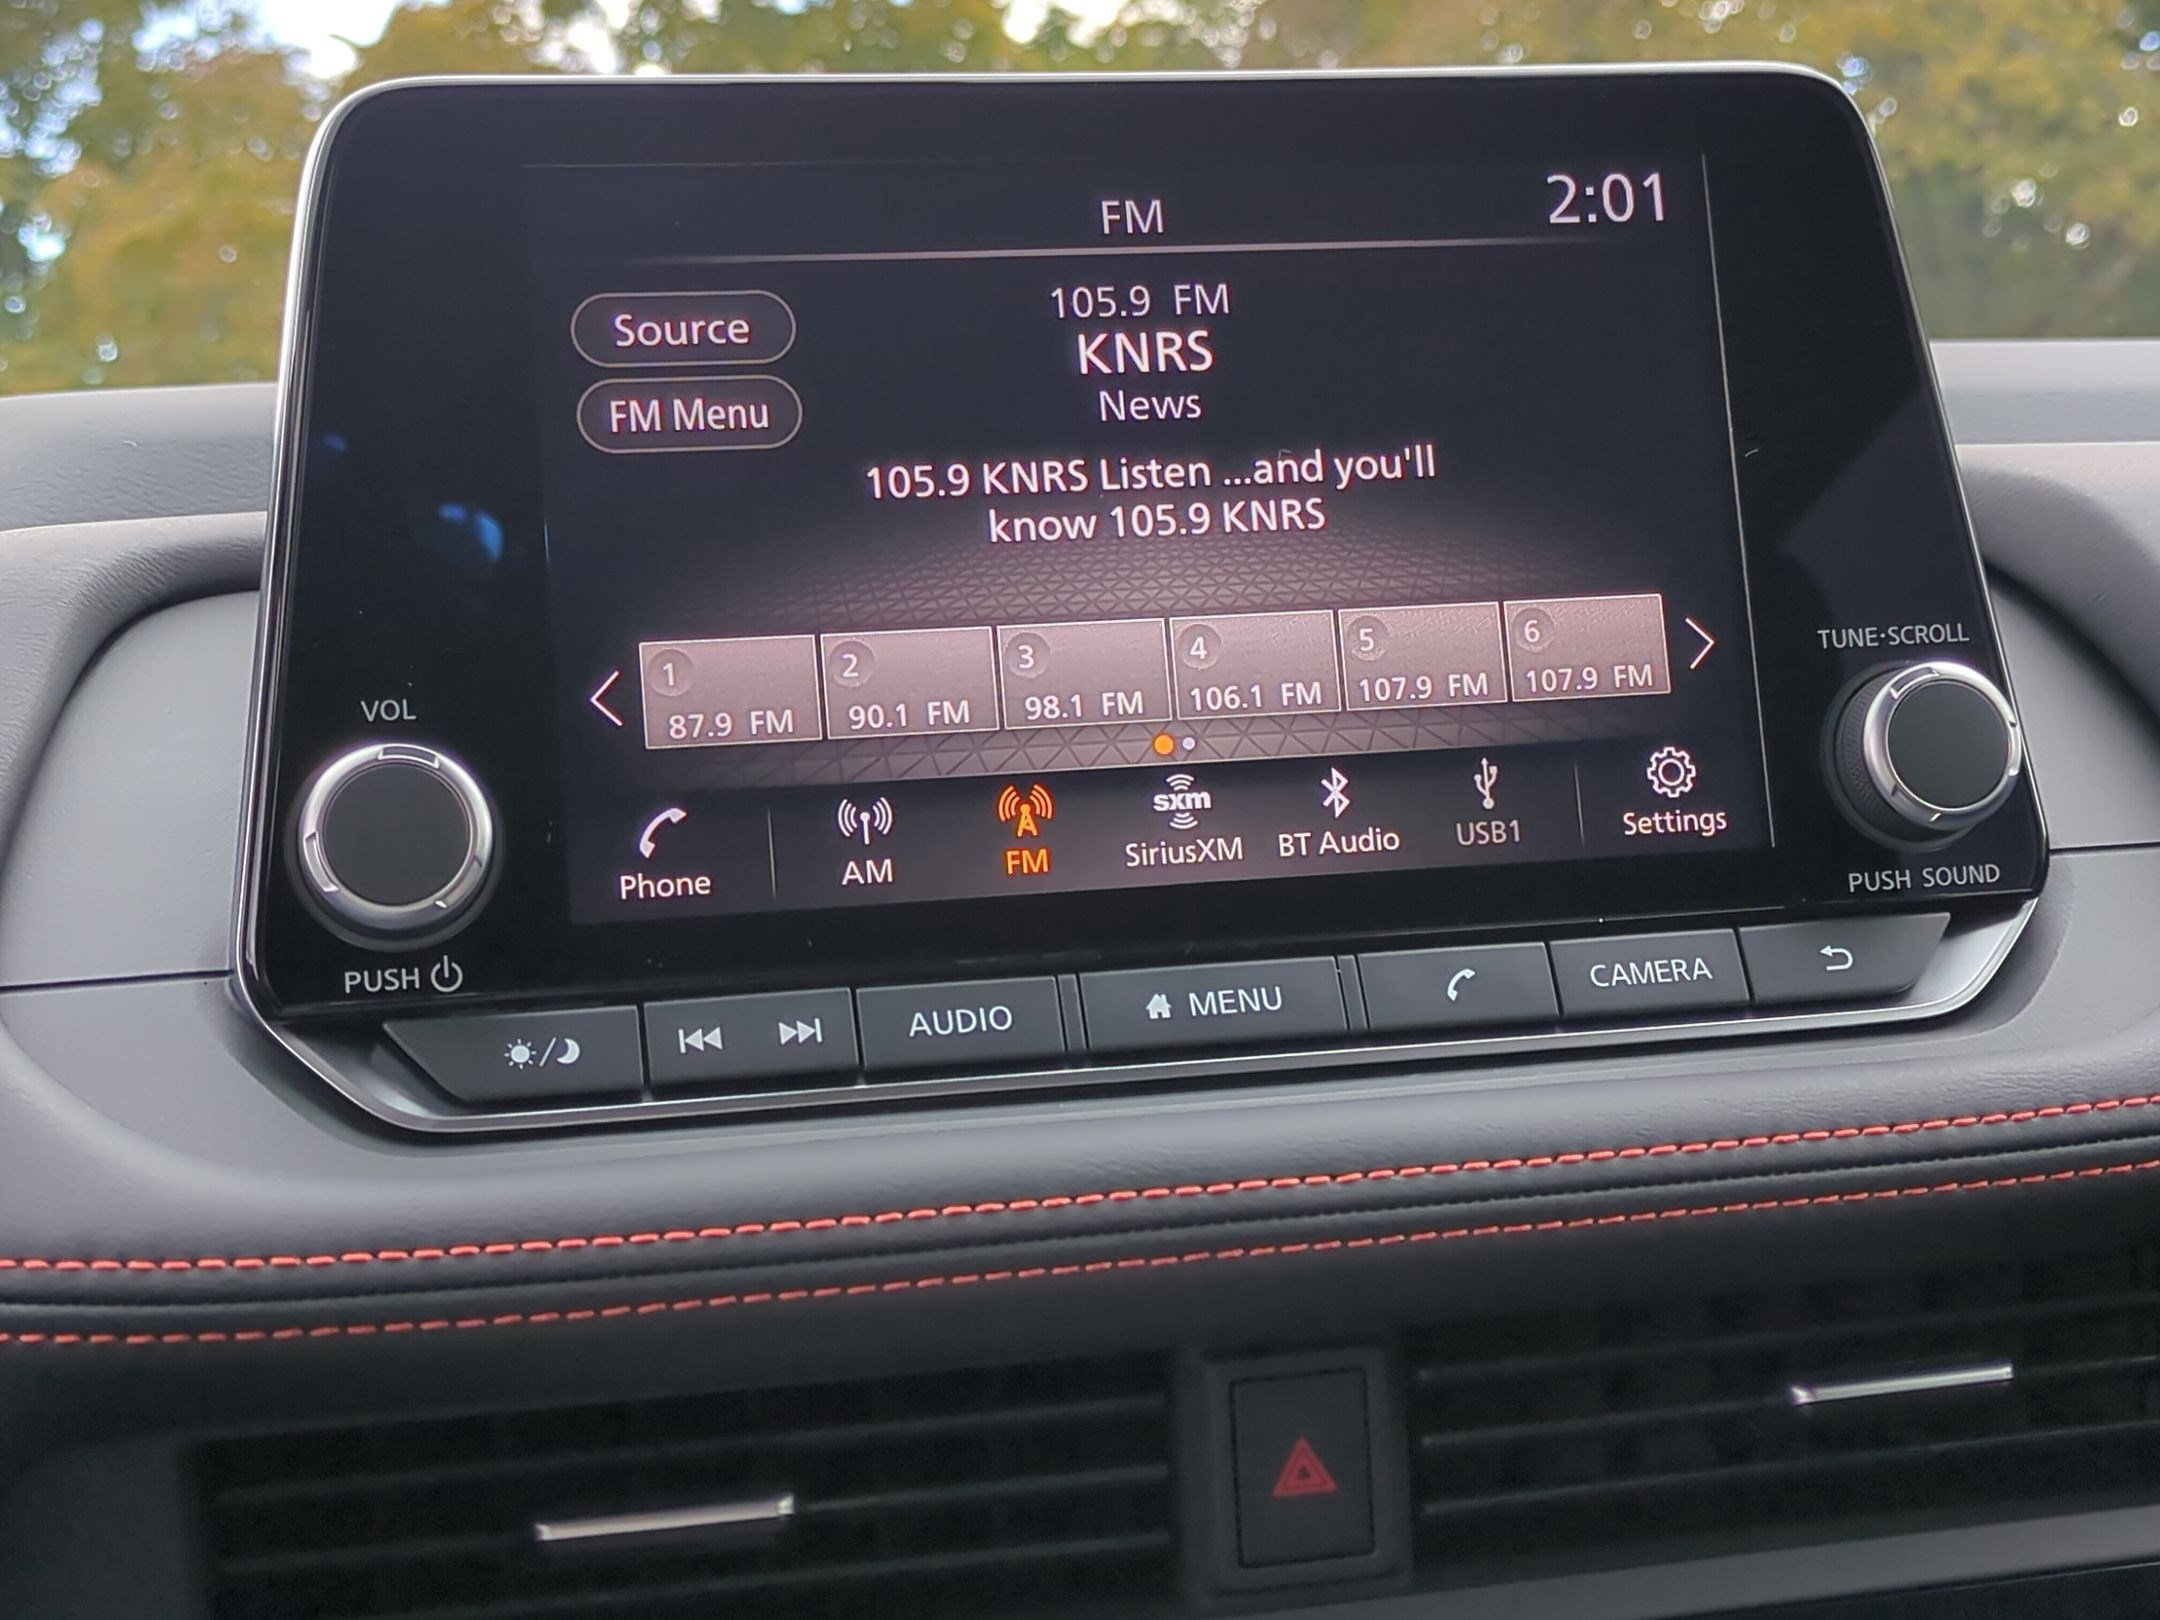 FM
2:01
Source
105.9 FM
KNRS
FM Menu
News
105.9 KNRS Listen ...and you'll
know 105.9 KNRS
1
87.9 FM
2
90.1 FM
3
98.1 FM
4
106.1 FM
5
107.9 FM
6
107.9 FM
Phone
AM
FM
sxm
SiriusXM
BT Audio
USB1
Settings
VOL
PUSH
TUNE·SCROLL
PUSH SOUND
AUDIO
MENU
CAMERA